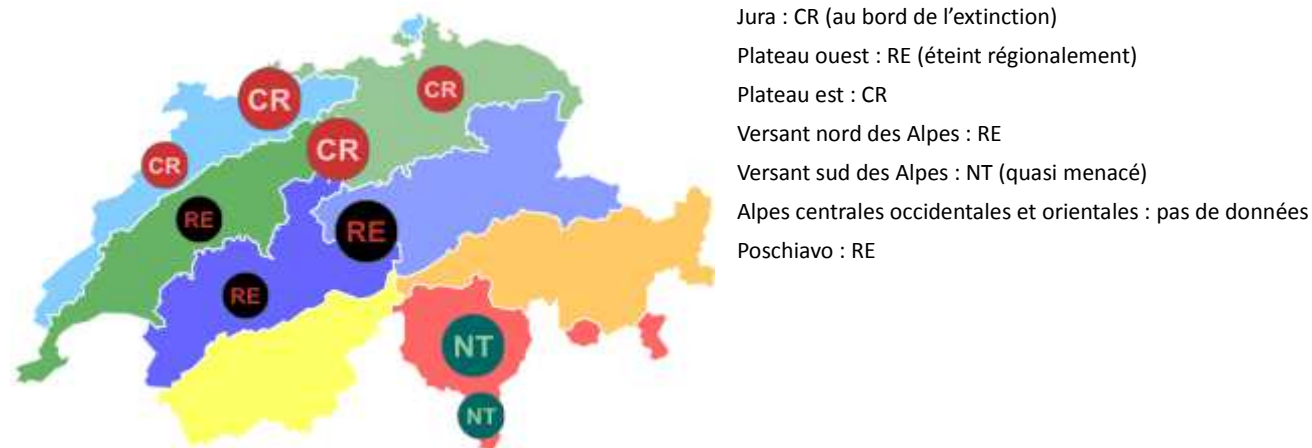 Jura : CR (au bord de l’extinction)
Plateau ouest : RE (éteint régionalement)
Plateau est : CR
Versant nord des Alpes : RE
Versant sud des Alpes : NT (quasi menacé)
Alpes centrales occidentales et orientales : pas de données
Poschiavo : RE
CR
CR
CR
CR
RE
RE
RE
NT
NT